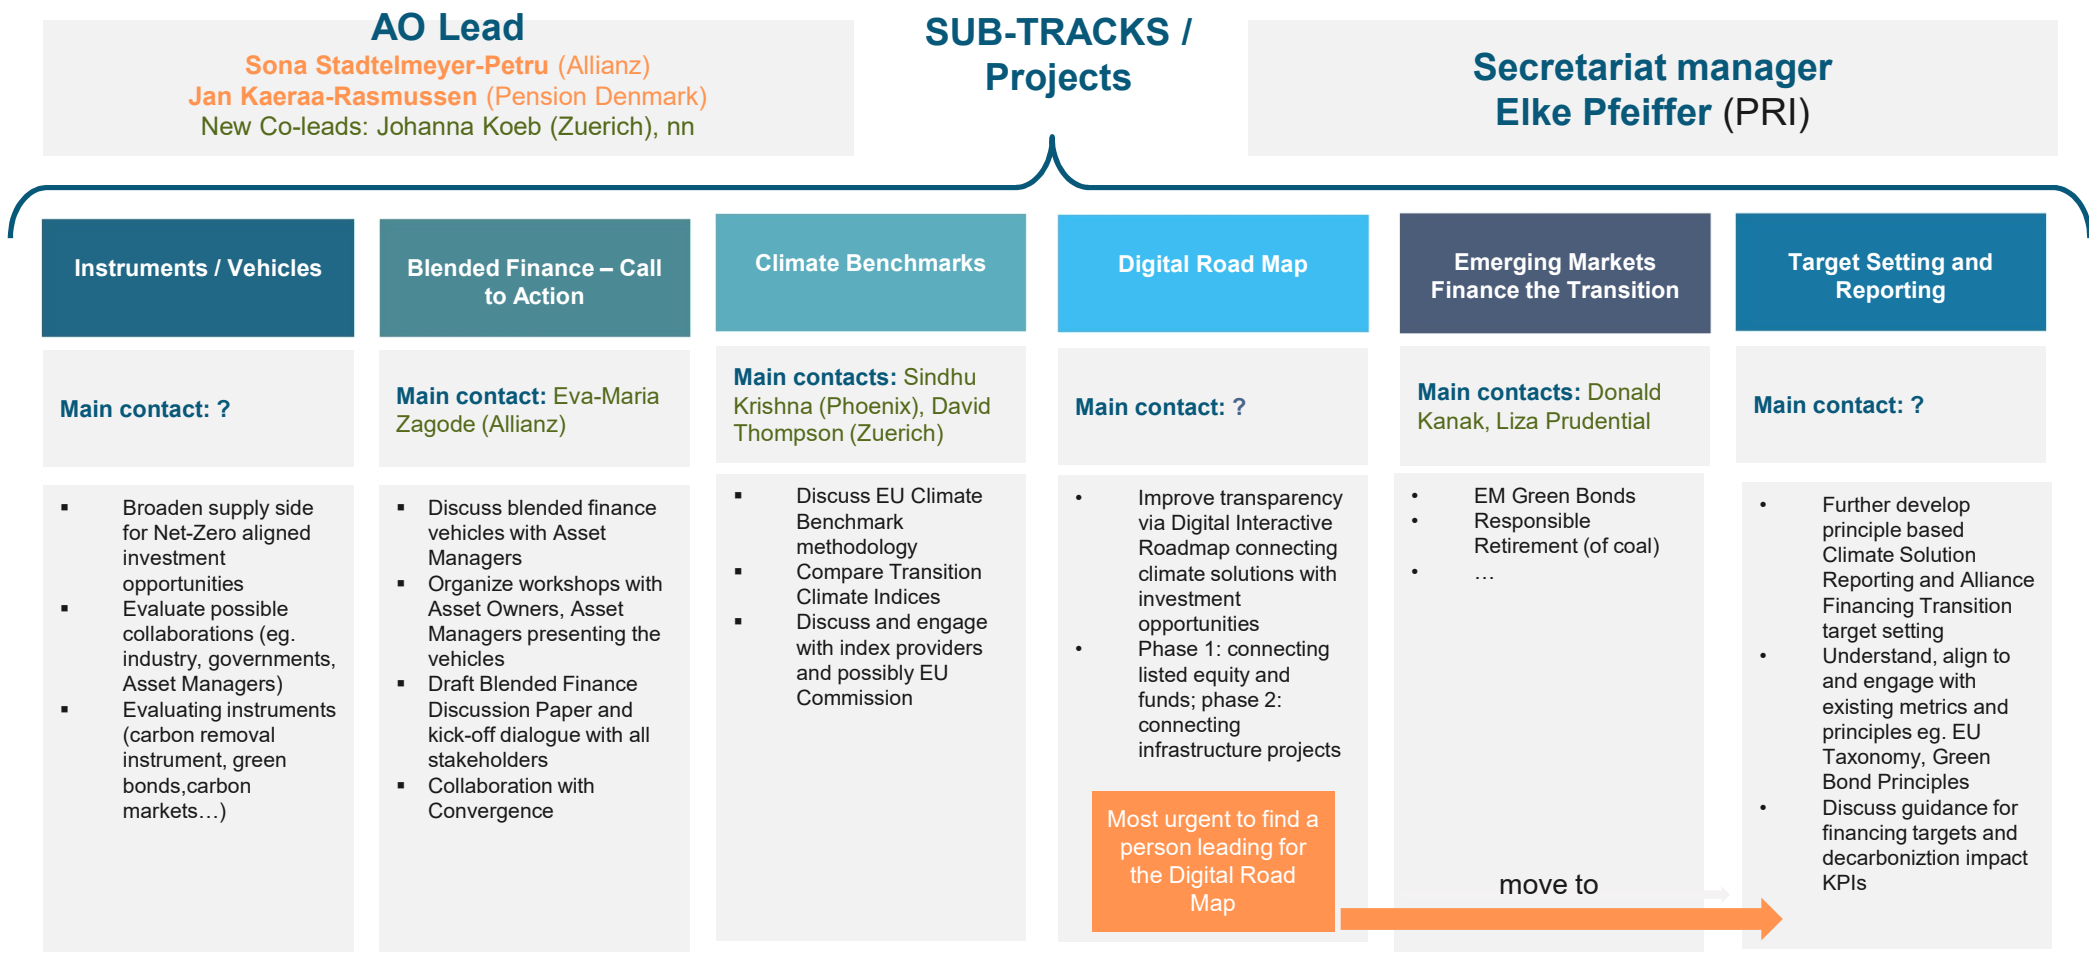 AO Lead
Sona Stadtelmeyer-Petru (Allianz)
Jan Kaeraa-Rasmussen (Pension Denmark)
New Co-leads: Johanna Koeb (Zuerich), nn
SUB-TRACKS /
Projects
Secretariat manager
Elke Pfeiffer (PRI)
Instruments / Vehicles
Main contact: ?
▪ Broaden supply side
for Net-Zero aligned
investment
opportunities
▪ Evaluate possible
collaborations (eg.
industry, governments,
Asset Managers)
▪ Evaluating instruments
(carbon removal
instrument, green
bonds,carbon
markets…)
Blended Finance – Call
to Action
Main contact: Eva-Maria
Zagode (Allianz)
▪ Discuss blended finance
vehicles with Asset
Managers
▪ Organize workshops with
Asset Owners, Asset
Managers presenting the
vehicles
▪ Draft Blended Finance
Discussion Paper and
kick-off dialogue with all
stakeholders
▪ Collaboration with
Convergence
Climate Benchmarks
Main contacts: Sindhu
Krishna (Phoenix), David
Thompson (Zuerich)
▪ Discuss EU Climate
Benchmark
methodology
▪ Compare Transition
Climate Indices
▪ Discuss and engage
with index providers
and possibly EU
Commission
Digital Road Map
Main contact: ?
• Improve transparency
via Digital Interactive
Roadmap connecting
climate solutions with
investment
opportunities
• Phase 1: connecting
listed equity and
funds; phase 2:
connecting
infrastructure projects
Most urgent to find a
person leading for
the Digital Road
Map
Emerging Markets
Finance the Transition
Main contacts: Donald
Kanak, Liza Prudential
• EM Green Bonds
• Responsible
Retirement (of coal)
• …
move to
Target Setting and
Reporting
Main contact: ?
• Further develop
principle based
Climate Solution
Reporting and Alliance
Financing Transition
target setting
• Understand, align to
and engage with
existing metrics and
principles eg. EU
Taxonomy, Green
Bond Principles
• Discuss guidance for
financing targets and
decarboniztion impact
KPIs